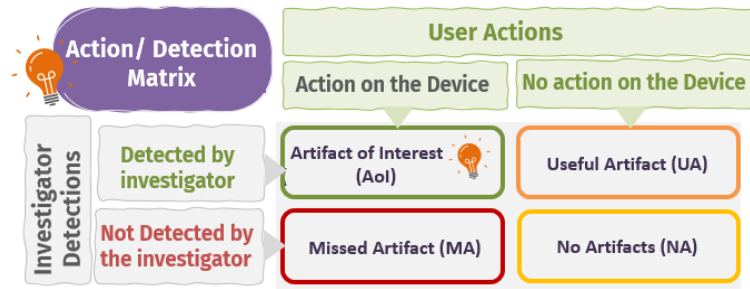 Action/ Detection
Matrix
User Actions
Action on the Device
No action on the Device
Investigator
Detections
Detected by
investigator
Artifact of Interest
(AoI)
Useful Artifact (UA)
Not Detected by
the investigator
Missed Artifact (MA)
No Artifacts (NA)